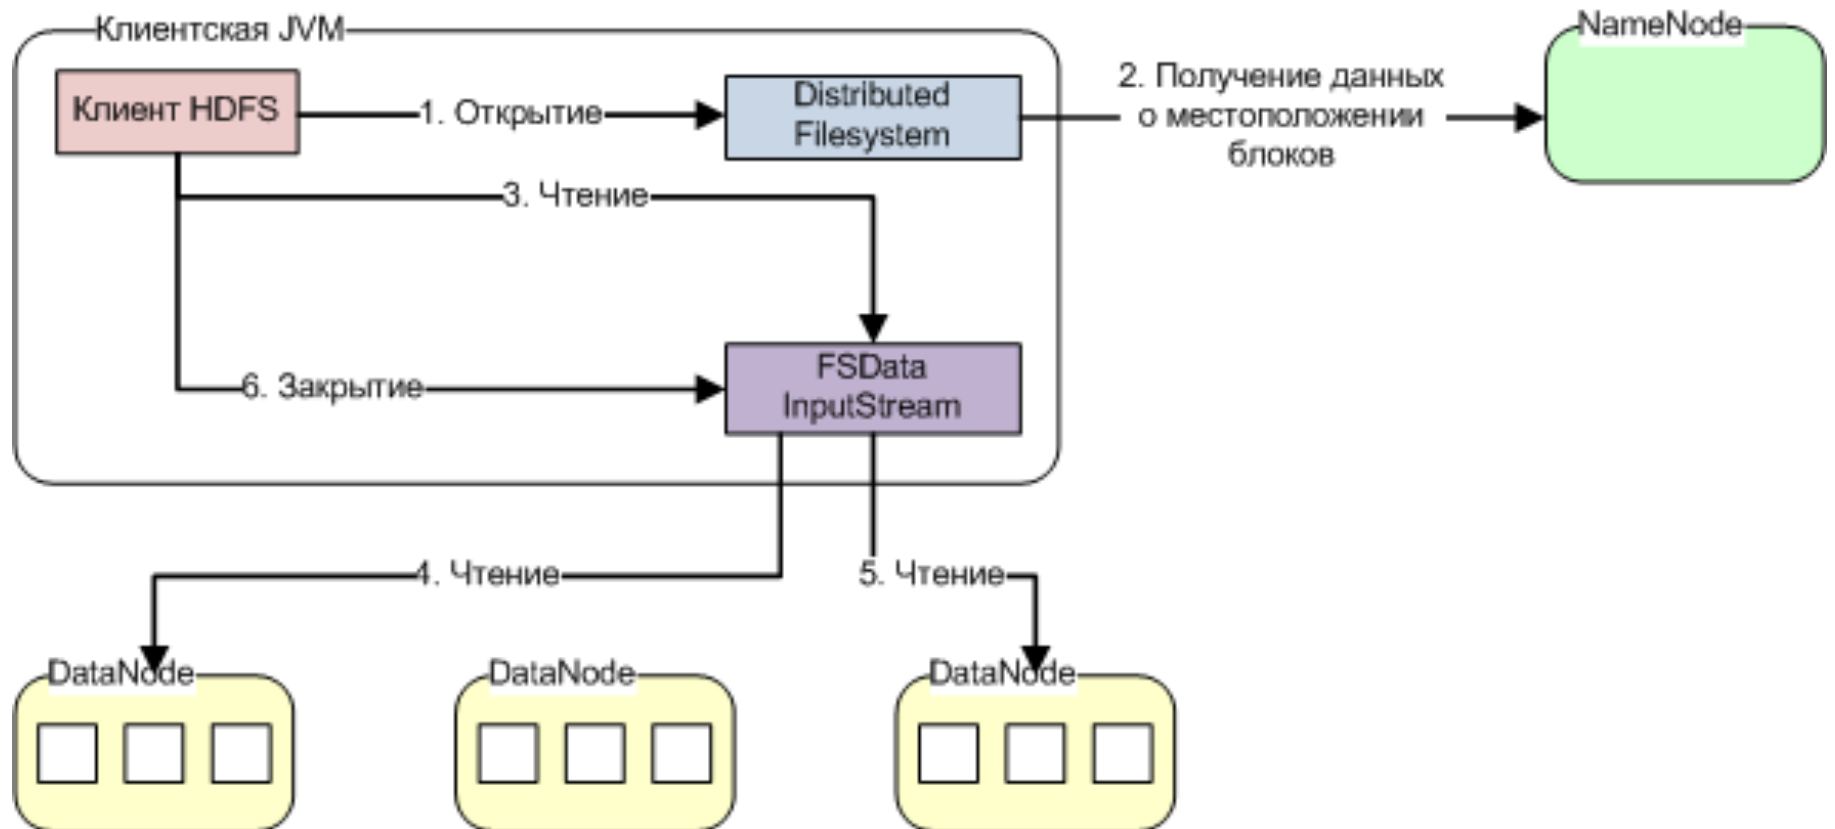 Клиентская JVM
NameNode
Клиент HDFS
1. Открытие
Distributed
Filesystem
2. Получение данных
о местоположении
блоков
3. Чтение
6. Закрытие
FSData
InputStream
4. Чтение
5. Чтение
DataNode
DataNode
DataNode